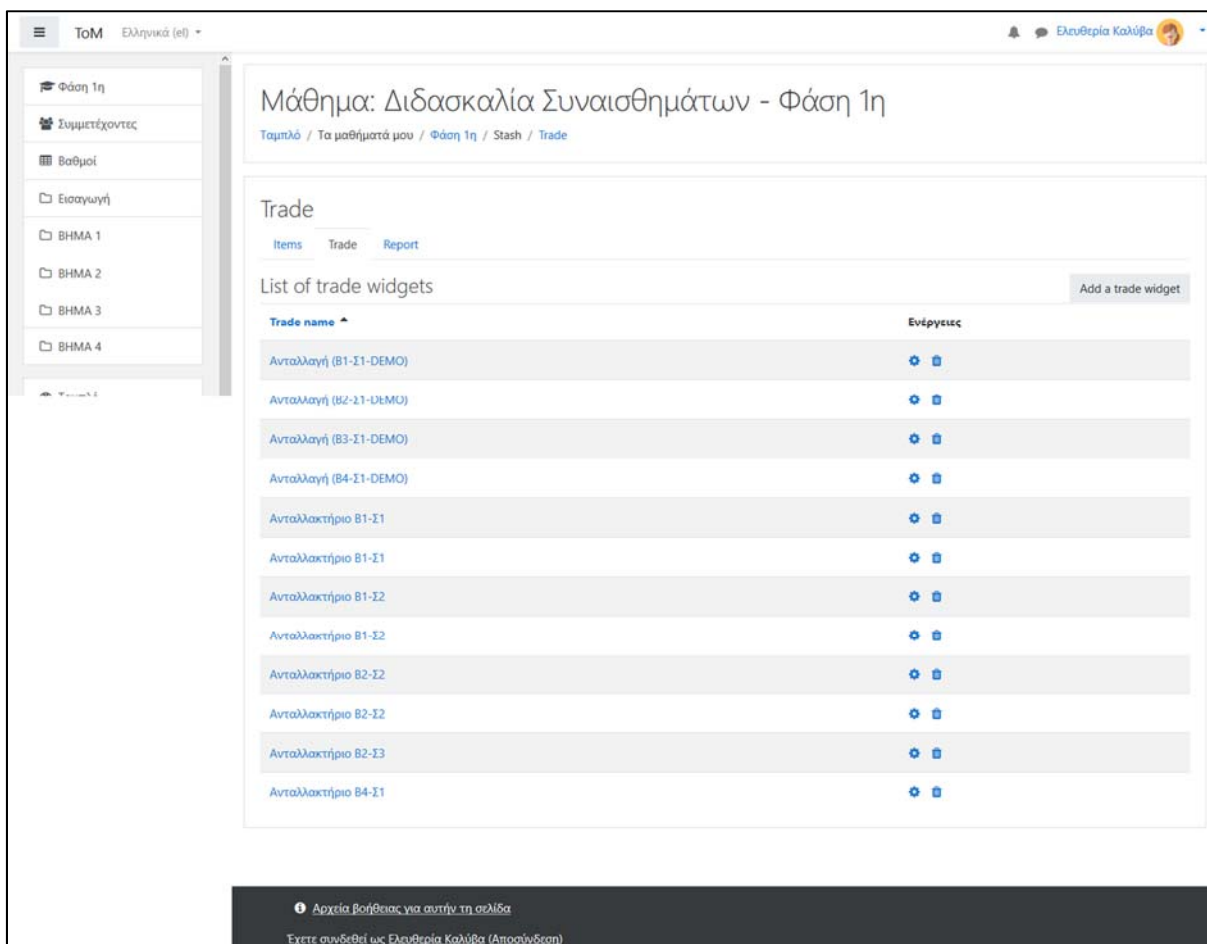 ToM Ελληνικά (el)
Ελευθερία Καλύβα
Φάση 1η
Συμμετέχοντες
Βαθμοί
Εισαγωγή
ΒΗΜΑ 1
ΒΗΜΑ 2
ΒΗΜΑ 3
ΒΗΜΑ 4
Μάθημα: Διδασκαλία Συναισθημάτων - Φάση 1η
Ταμπλό / Τα μαθήματά μου / Φάση 1η / Stash / Trade
Trade
Items Trade Report
List of trade widgets
Add a trade widget
Trade name Ενέργειες
Ανταλλαγή (Β1-Σ1-DEMO)
Ανταλλαγή (Β2-Σ1-DEMO)
Ανταλλαγή (Β3-Σ1-DEMO)
Ανταλλαγή (Β4-Σ1-DEMO)
Ανταλλακτήριο Β1-Σ1
Ανταλλακτήριο Β1-Σ1
Ανταλλακτήριο Β1-Σ2
Ανταλλακτήριο Β1-Σ2
Ανταλλακτήριο Β2-Σ2
Ανταλλακτήριο Β2-Σ2
Ανταλλακτήριο Β2-Σ3
Ανταλλακτήριο Β4-Σ1
Αρχεία βοήθειας για αυτήν τη σελίδα
Έχετε συνδεθεί ως Ελευθερία Καλύβα (Αποσύνδεση)